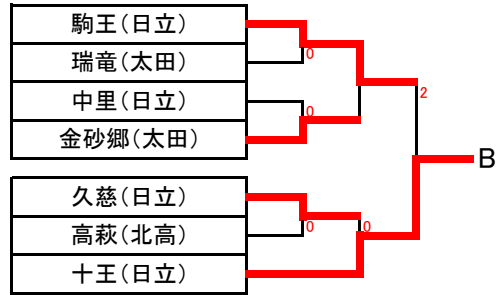 駒王（日立）
瑞竜（太田）
0
中里（日立）
0
金砂郷（太田）
2
B
久慈（日立）
高萩（北高）
0
0
十王（日立）